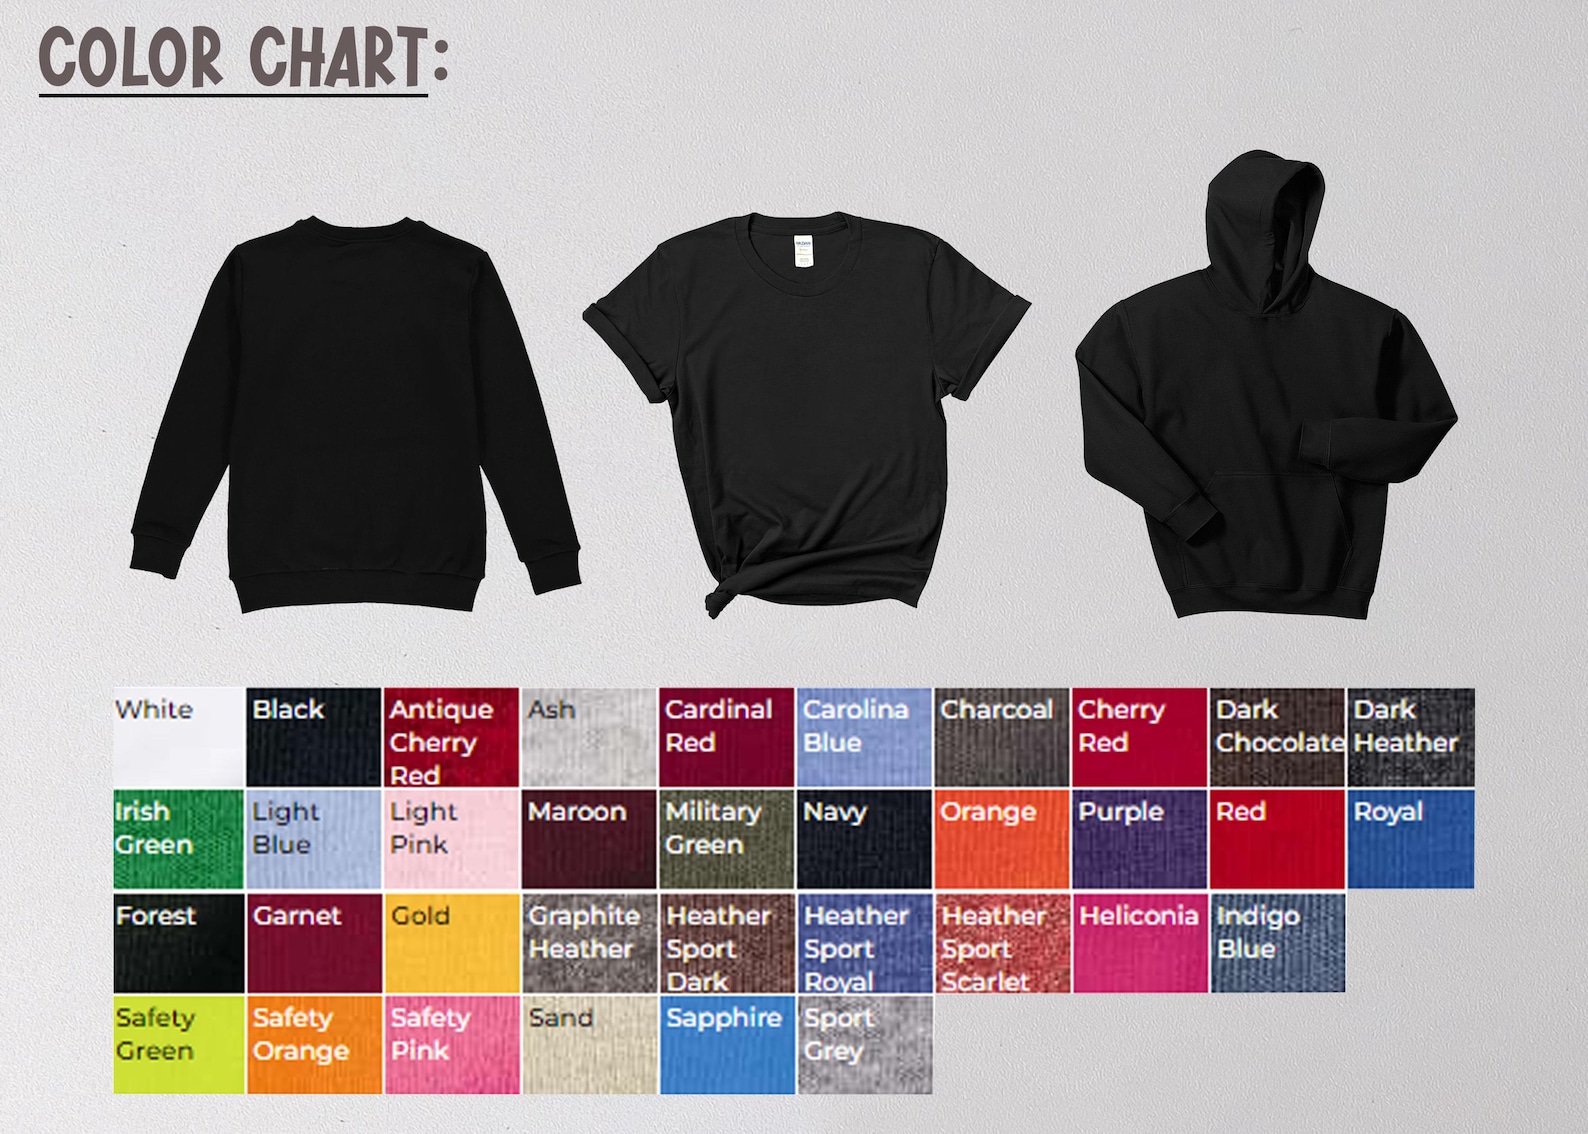 COLOR CHART:
White
Black
Antique
Cherry
Red
Ash
Cardinal
Red
Carolina
Blue
Charcoal
Cherry
Red
Dark
Chocolate
Dark
Heather
Irish
Green
Light
Blue
Light
Pink
Maroon
Military
Green
Navy
Orange
Purple
Red
Royal
Forest
Garnet
Gold
Graphite
Heather
Heather
Sport
Dark
Heather
Sport
Royal
Heather
Sport
Scarlet
Heliconia
Indigo
Blue
Safety
Green
Safety
Orange
Safety
Pink
Sand
Sapphire
Sport
Grey